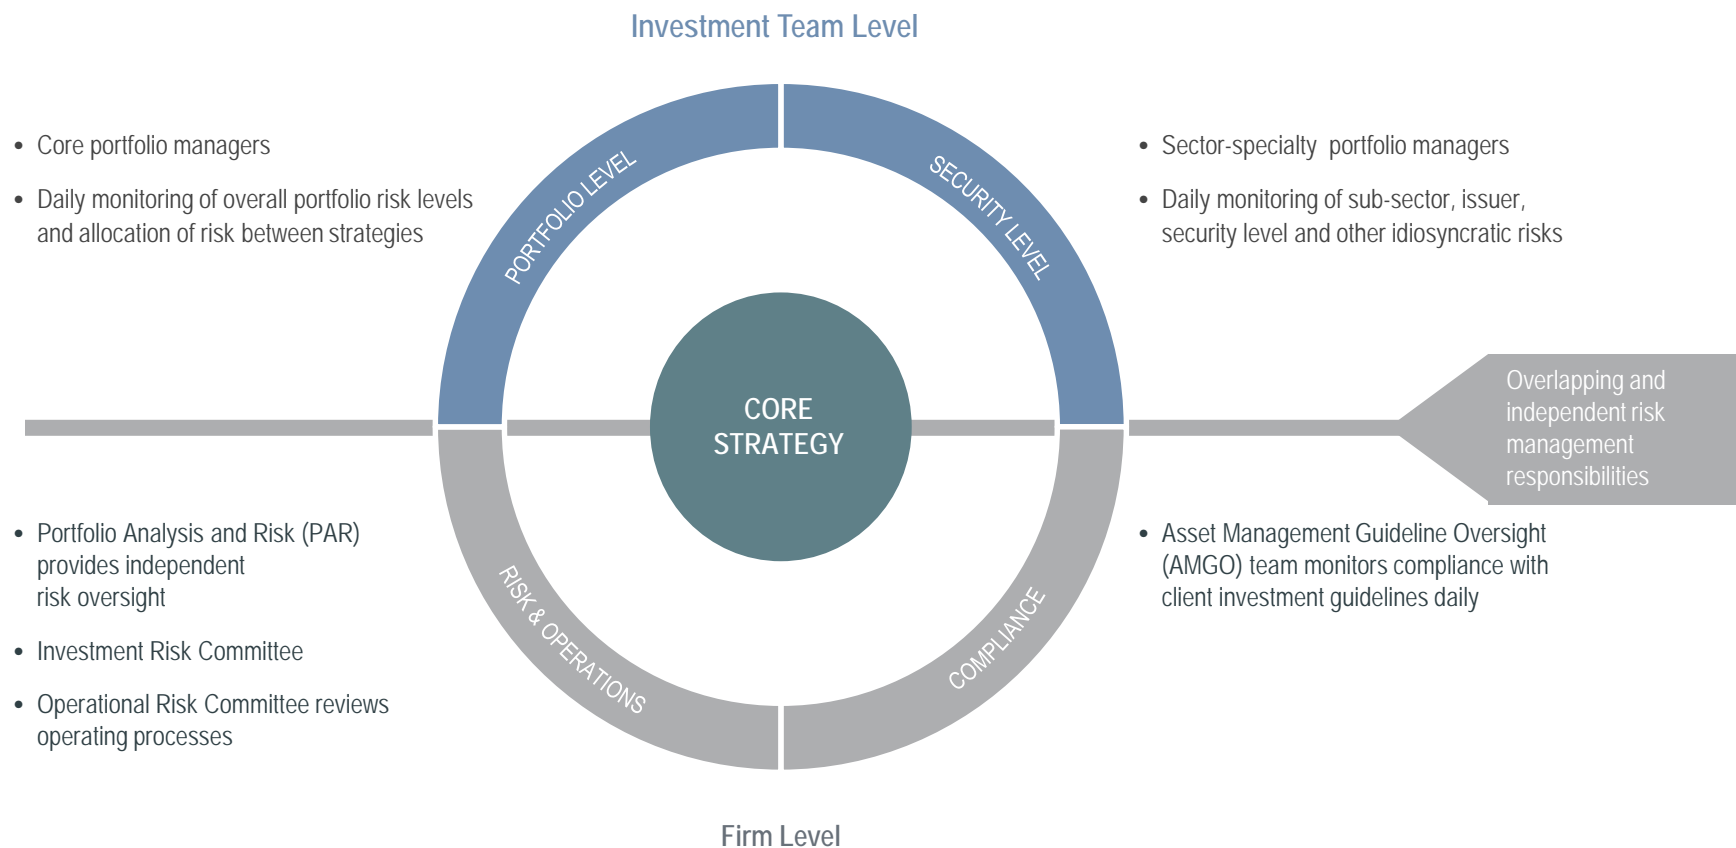 Investment Team Level
• Core portfolio managers
• Daily monitoring of overall portfolio risk levels
and allocation of risk between strategies
PORTFOLIO LEVEL
SECURITY LEVEL
• Sector-specialty portfolio managers
• Daily monitoring of sub-sector, issuer,
security level and other idiosyncratic risks
CORE
STRATEGY
Overlapping and
independent risk
management
responsibilities
• Portfolio Analysis and Risk (PAR)
provides independent
risk oversight
• Investment Risk Committee
• Operational Risk Committee reviews
operating processes
RISK & OPERATIONS
COMPLIANCE
• Asset Management Guideline Oversight
(AMGO) team monitors compliance with
client investment guidelines daily
Firm Level